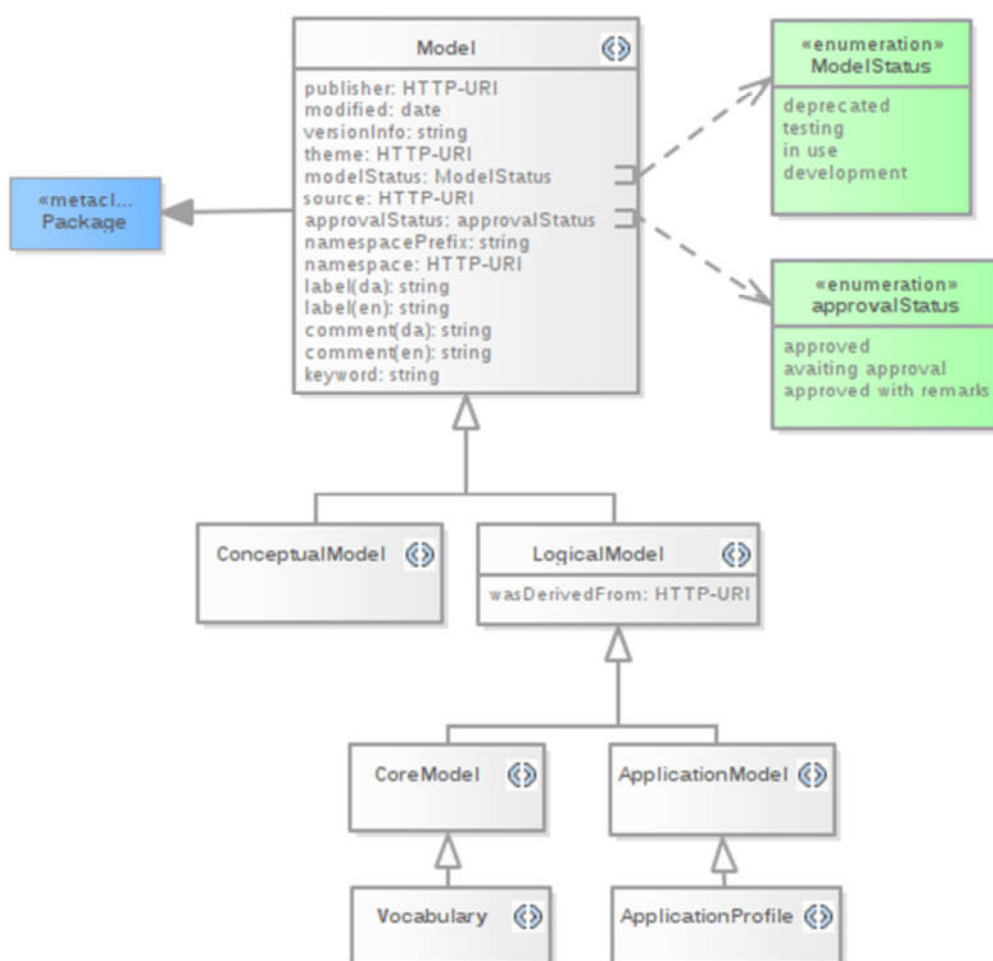 Model
publisher: HTTP-URI
modified: date
versionInfo: string
theme: HTTP-URI
modelStatus: ModelStatus
source: HTTP-URI
approvalStatus: approvalStatus
namespacePrefix: string
namespace: HTTP-URI
label(da): string
label(en): string
comment(da): string
comment(en): string
keyword: string
«enumeration»
ModelStatus
deprecated
testing
in use
development
«metacl...
Package
«enumeration»
approvalStatus
approved
avaiting approval
approved with remarks
ConceptualModel
LogicalModel
wasDerivedFrom: HTTP-URI
CoreModel
ApplicationModel
Vocabulary
ApplicationProfile